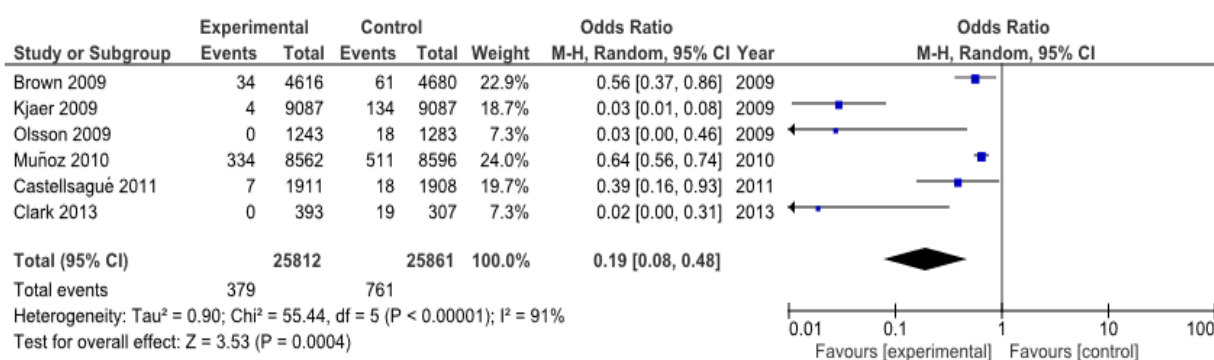 Experimental Control Odds Ratio Odds Ratio
Study or Subgroup Events Total Events Total Weight M-H, Random, 95% CI Year M-H, Random, 95% CI
Brown 2009 34 4616 61 4680 22.9% 0.56 [0.37, 0.86] 2009
Kjaer 2009 4 9087 134 9087 18.7% 0.03 [0.01, 0.08] 2009
Olsson 2009 0 1243 18 1283 7.3% 0.03 [0.00, 0.46] 2009
Muñoz 2010 334 8562 511 8596 24.0% 0.64 [0.56, 0.74] 2010
Castellsagué 2011 7 1911 18 1908 19.7% 0.39 [0.16, 0.93] 2011
Clark 2013 0 393 19 307 7.3% 0.02 [0.00, 0.31] 2013
Total (95% CI) 25812 25861 100.0% 0.19 [0.08, 0.48]
Total events 379 761
Heterogeneity: Tau² = 0.90; Chi² = 55.44, df = 5 (P < 0.00001); I² = 91%
Test for overall effect: Z = 3.53 (P = 0.0004)
0.01 0.1 1 10 100
Favours [experimental] Favours [control]